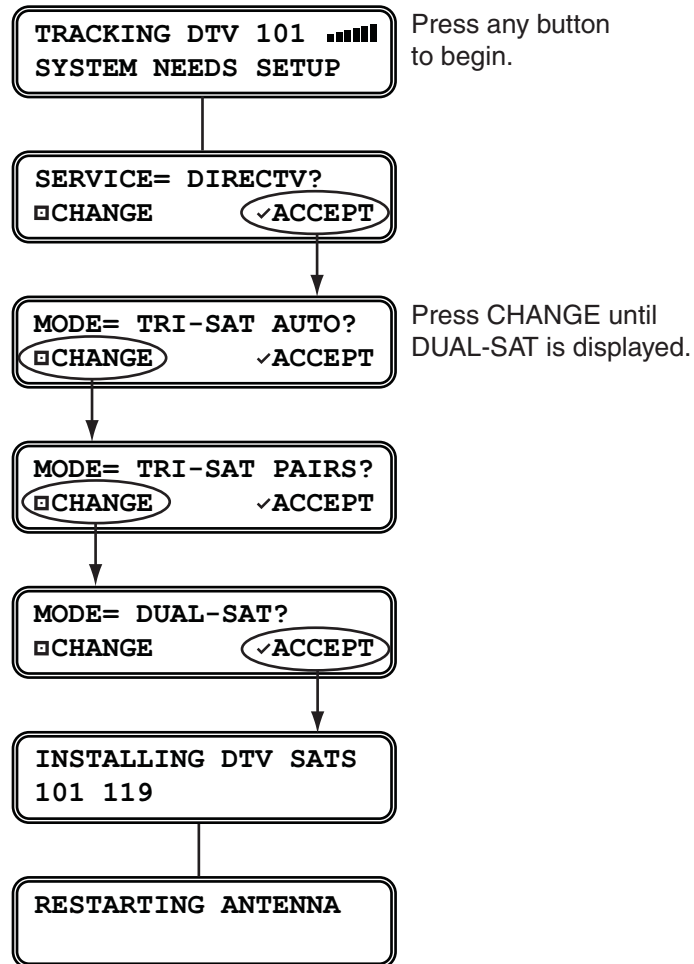 TRACKING DTV 101
SYSTEM NEEDS SETUP
Press any button
to begin.
SERVICE= DIRECTV?
⊡CHANGE ✓ACCEPT
MODE= TRI-SAT AUTO?
⊡CHANGE ✓ACCEPT
Press CHANGE until
DUAL-SAT is displayed.
MODE= TRI-SAT PAIRS?
⊡CHANGE ✓ACCEPT
MODE= DUAL-SAT?
⊡CHANGE ✓ACCEPT
INSTALLING DTV SATS
101 119
RESTARTING ANTENNA